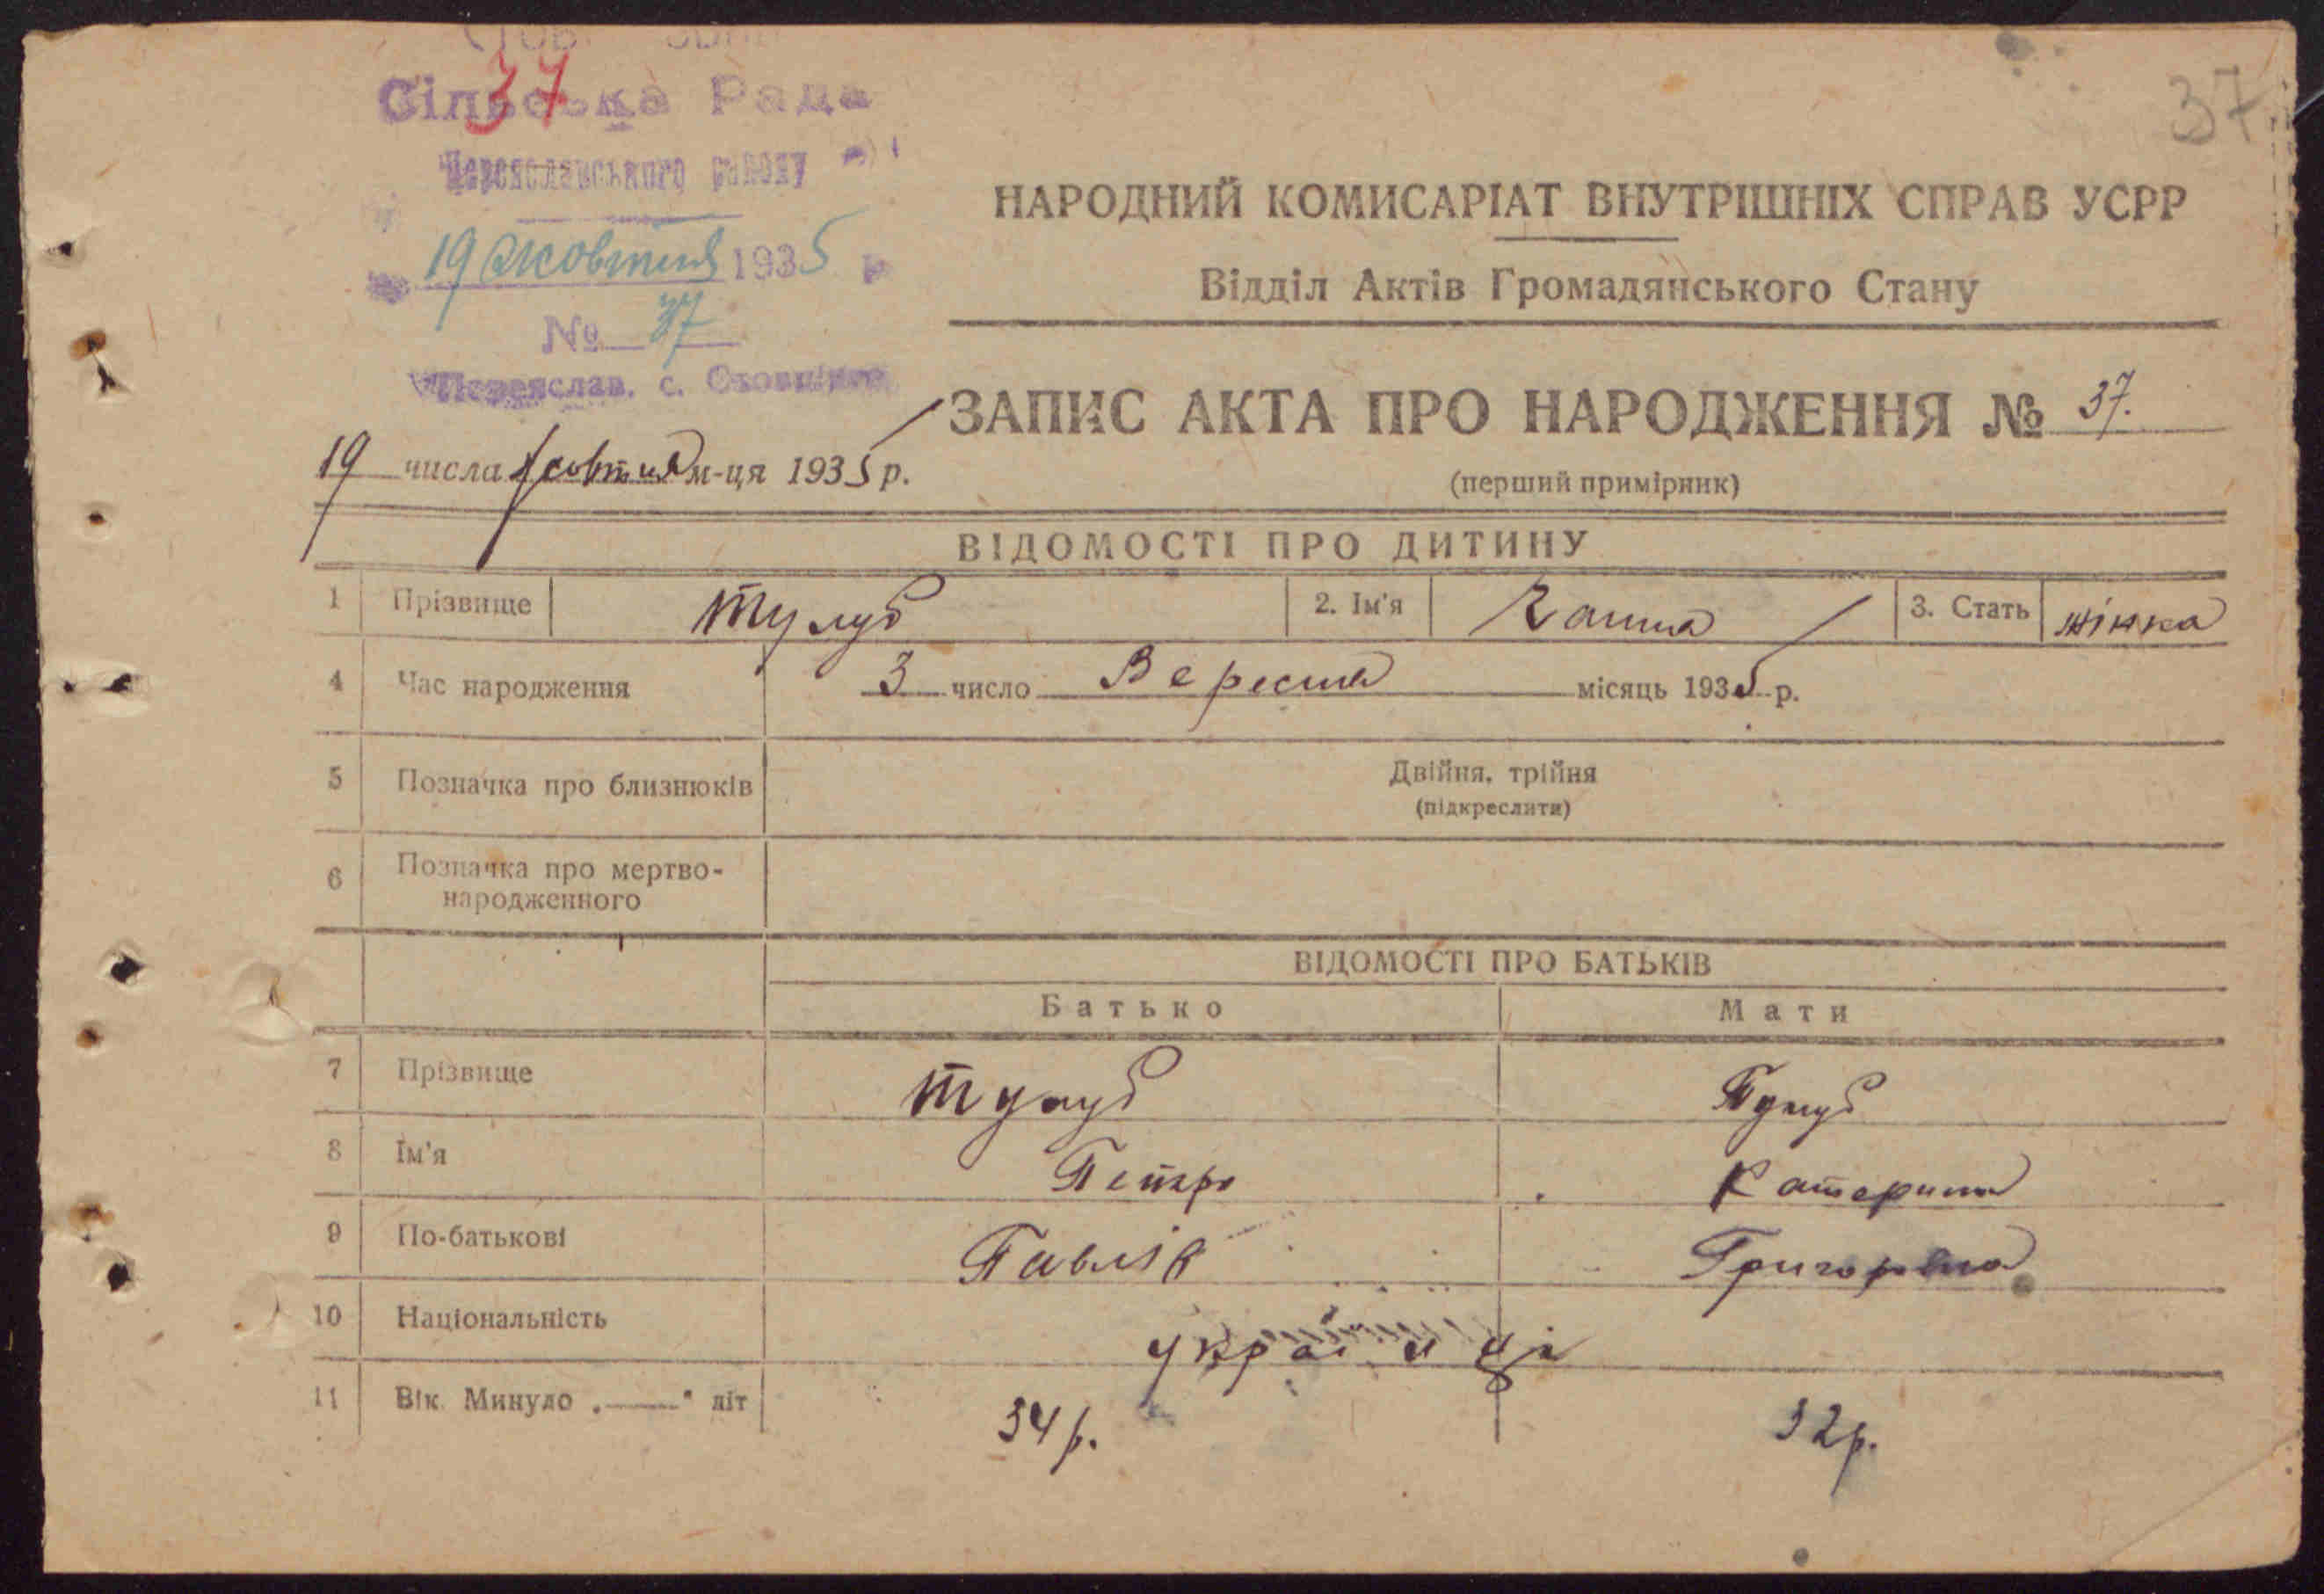 37
Сільська Рада
Переяславського району
19 жовтня 1935 р
№ 37
Переяслав. с.
37
НАРОДНИЙ КОМИСАРІАТ ВНУТРІШНІХ СПРАВ УСРР
Відділ Актів Громадянського Стану
ЗАПИС АКТА ПРО НАРОДЖЕННЯ № 37.
19 числа жовтня м-ця 1935 р.
(перший примірник)
ВІДОМОСТІ ПРО ДИТИНУ
1 Прізвище Тулуб 2. Ім'я Ганна 3. Стать жінка
4 Час народження 3 число Вересня місяць 1935 р.
5 Позначка про близнюків Двійня, трійня
(підкреслити)
6 Позначка про мертво-
народженного
ВІДОМОСТІ ПРО БАТЬКІВ
Батько Мати
7 Прізвище Тулуб Тулуб
8 Ім'я Петро Катерина
9 По-батькові Павлів Григорівна
10 Національність українці
11 Вік. Минуло „——" літ 34 р. 32 р.